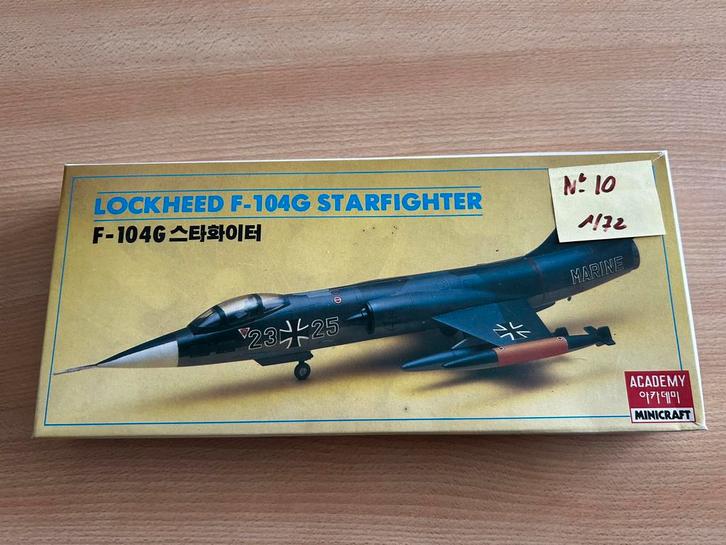 LOCKHEED F-104G STARFIGHTER
F-104G 스타화이터
Nº 10
1/72
MARINE
23 25
ACADEMY
아카데미
MINICRAFT